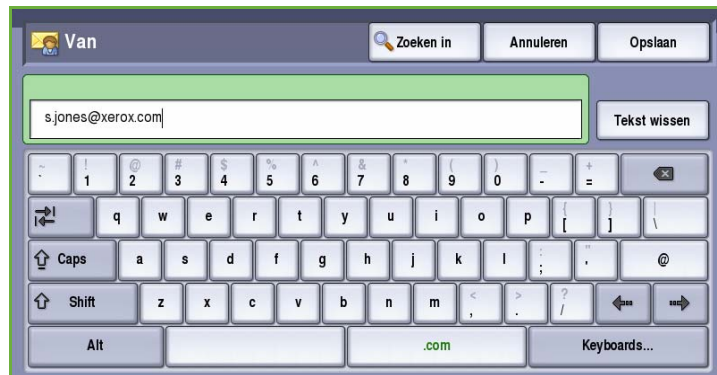 Van Zoeken in Annuleren Opslaan
s.jones@xerox.com Tekst wissen
~ ` ! 1 @ 2 # 3 $ 4 % 5 ^ 6 & 7 * 8 ( 9 ) 0 _ - + =
q w e r t y u i o p { [ } ] | \
Caps a s d f g h j k l : ; " ' @
Shift z x c v b n m < , > . ? /
Alt .com Keyboards...